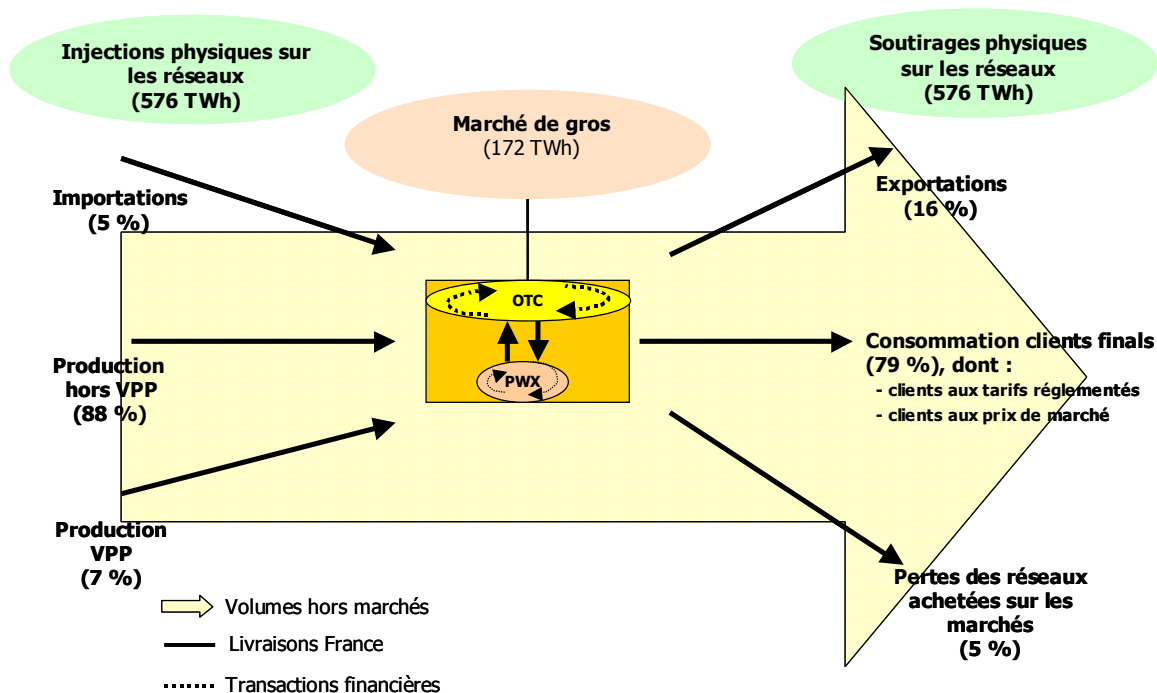 Injections physiques sur
les réseaux
(576 TWh)
Soutirages physiques
sur les réseaux
(576 TWh)
Marché de gros
(172 TWh)
Importations
(5 %)
Exportations
(16 %)
OTC
PWX
Production
hors VPP
(88 %)
Consommation clients finals
(79 %), dont :
- clients aux tarifs réglementés
- clients aux prix de marché
Production
VPP
(7 %)
Pertes des réseaux
achetées sur les
marchés
(5 %)
Volumes hors marchés
Livraisons France
Transactions financières